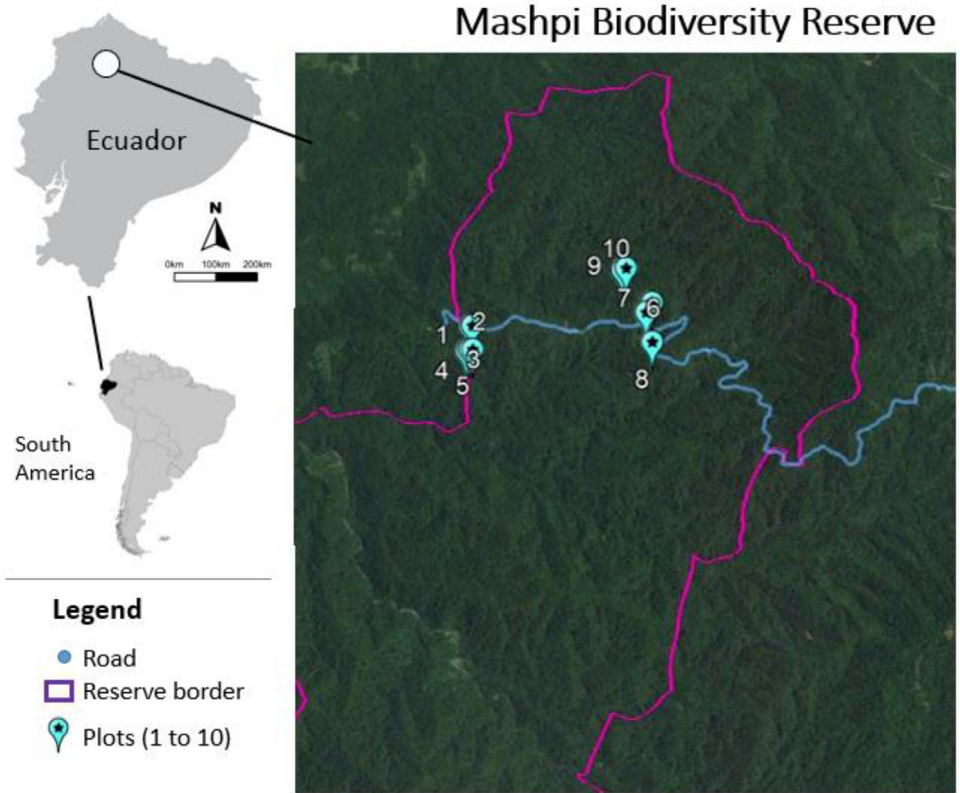 Mashpi Biodiversity Reserve
Ecuador
N
0km 100km 200km
South
America
Legend
Road
Reserve border
Plots (1 to 10)
10
9
7
6
2
1
3
4
5
8